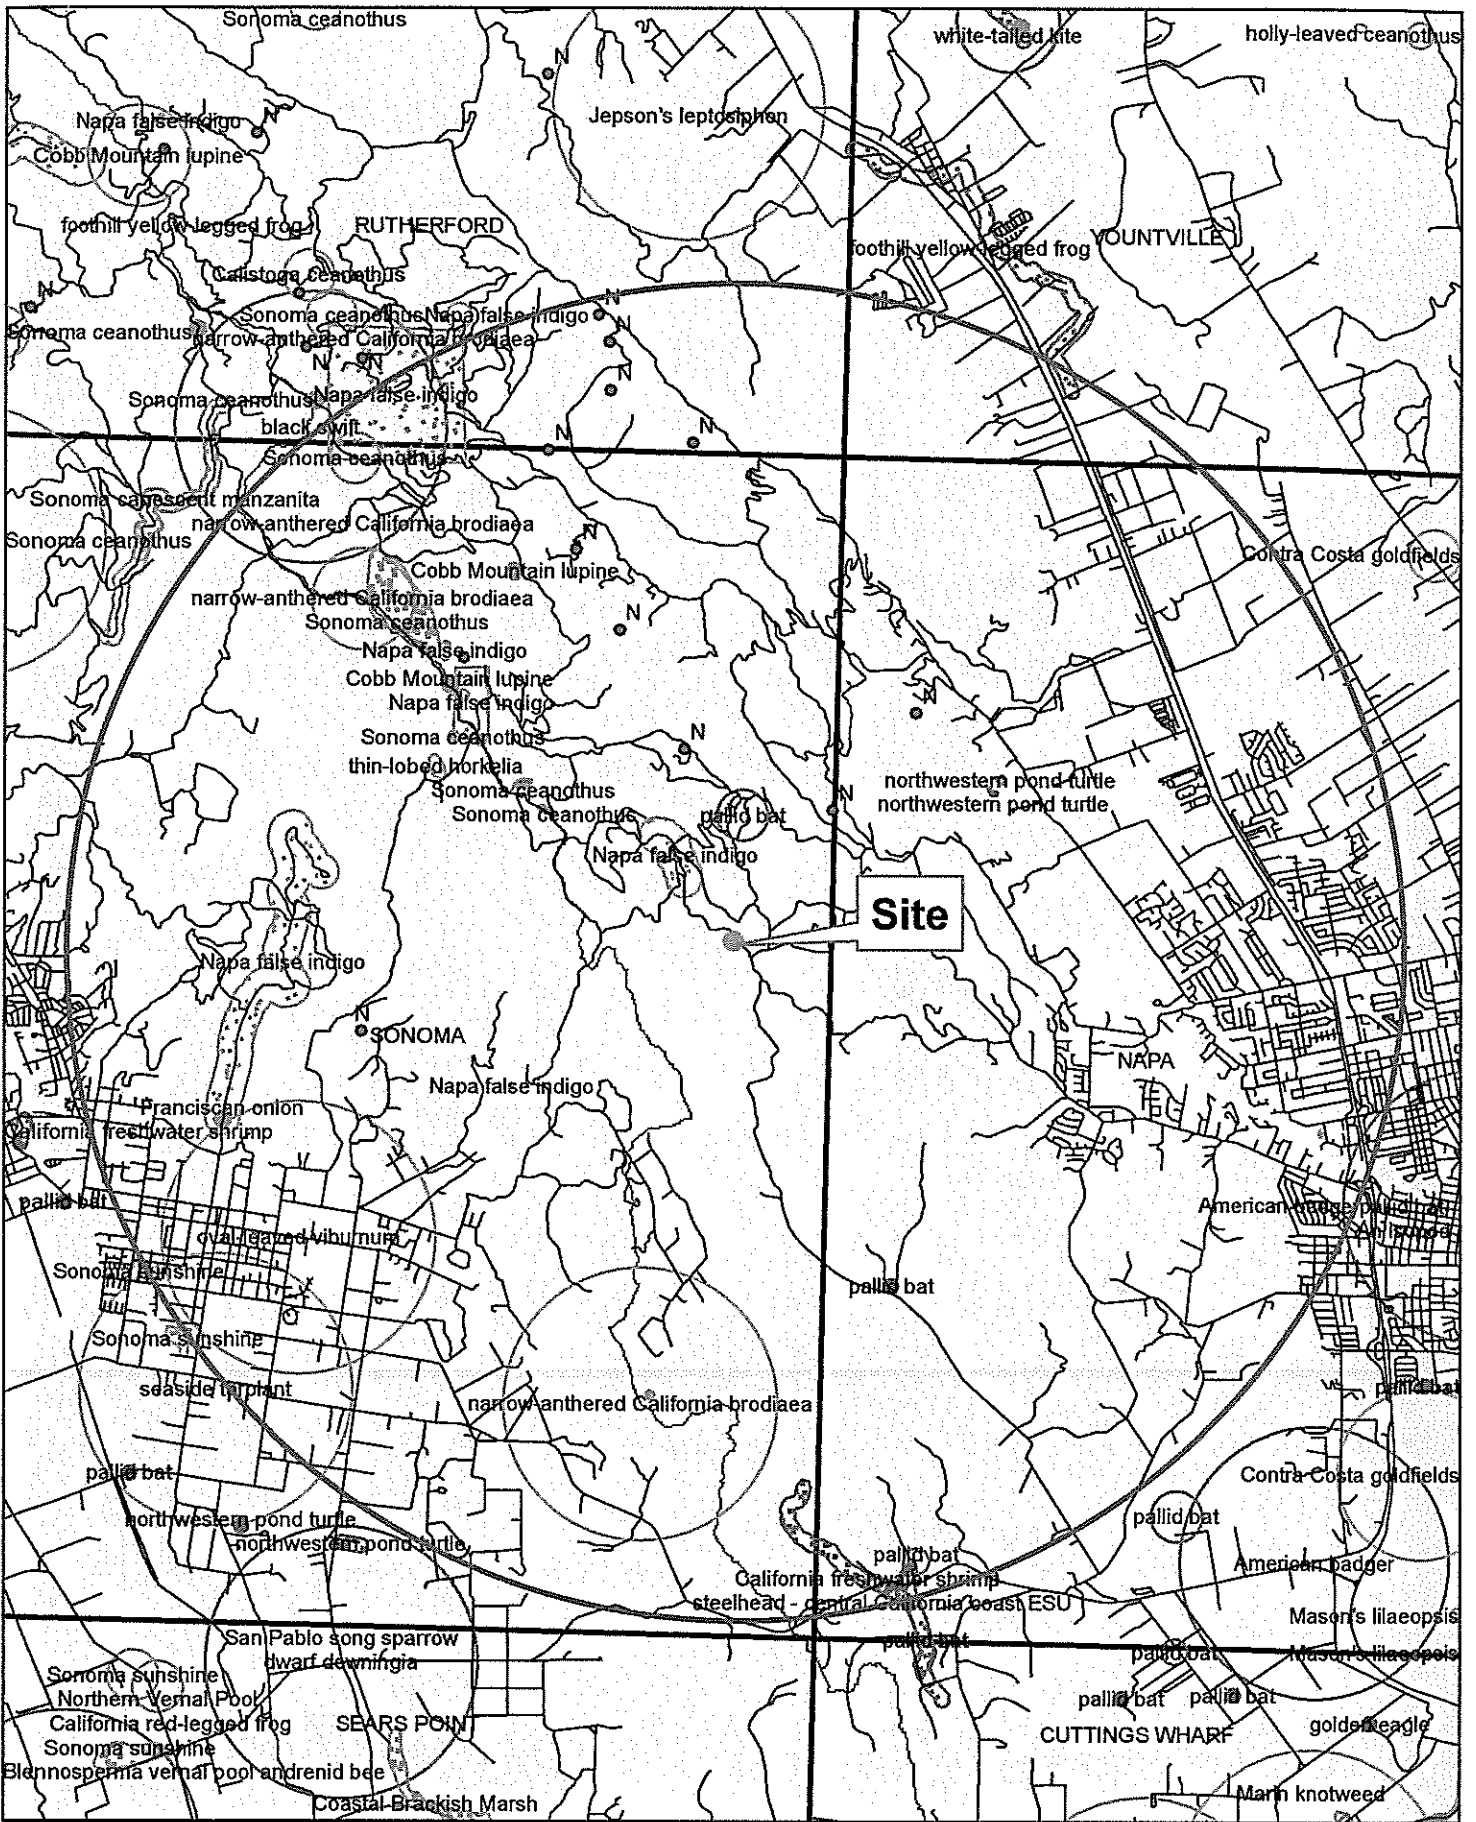 Sonoma ceanothus
white-tailed kite
holly-leaved ceanothus
N
Jepson's leptosiphon
Napa false indigo
N
Cobb Mountain lupine
foothill yellow-legged frog
RUTHERFORD
YOUNTVILLE
foothill yellow-legged frog
Calistoga ceanothus
N
N
Sonoma ceanothus
Napa false indigo
N
Sonoma ceanothus
narrow-anthered California brodiaea
N
N
N
Sonoma ceanothus
Napa false indigo
black swift
N
N
Sonoma ceanothus
Sonoma canescent manzanita
narrow-anthered California brodiaea
N
Sonoma ceanothus
Contra Costa goldfields
Cobb Mountain lupine
narrow-anthered California brodiaea
N
Sonoma ceanothus
Napa false indigo
Cobb Mountain lupine
N
Napa false indigo
Sonoma ceanothus
N
thin-lobed horkelia
northwestern pond turtle
Sonoma ceanothus
N
northwestern pond turtle
Sonoma ceanothus
pallid bat
Napa false indigo
Site
Napa false indigo
N
SONOMA
NAPA
Napa false indigo
Franciscan onion
California freshwater shrimp
pallid bat
American badger
pallid bat
oval-leaved viburnum
Sonoma sunshine
pallid bat
Sonoma sunshine
seaside tarplant
pallid bat
narrow-anthered California brodiaea
pallid bat
Contra Costa goldfields
northwestern pond turtle
pallid bat
northwestern pond turtle
pallid bat
American badger
California freshwater shrimp
steelhead - central California coast ESU
Mason's lilaeopsis
San Pablo song sparrow
pallid bat
dwarf downingia
pallid bat
Mason's lilaeopsis
Sonoma sunshine
Northern Vernal Pool
pallid bat
pallid bat
California red-legged frog
SEARS POIN
golden eagle
CUTTINGS WHARF
Sonoma sunshine
Blennosperma vernal pool andrenid bee
Marin knotweed
Coastal Brackish Marsh